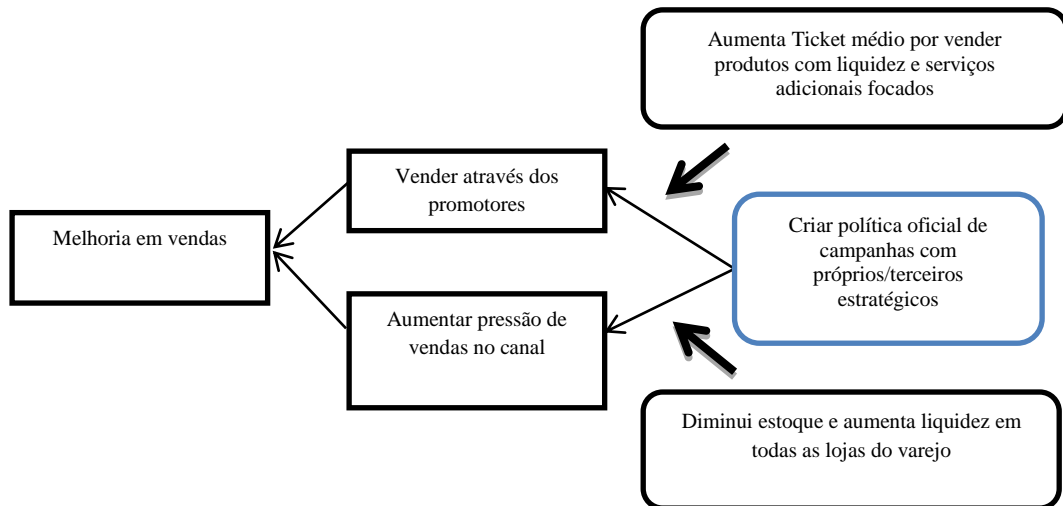 Aumenta Ticket médio por vender
produtos com liquidez e serviços
adicionais focados
Vender através dos
promotores
Melhoria em vendas
Criar política oficial de
campanhas com
próprios/terceiros
estratégicos
Aumentar pressão de
vendas no canal
Diminui estoque e aumenta liquidez em
todas as lojas do varejo